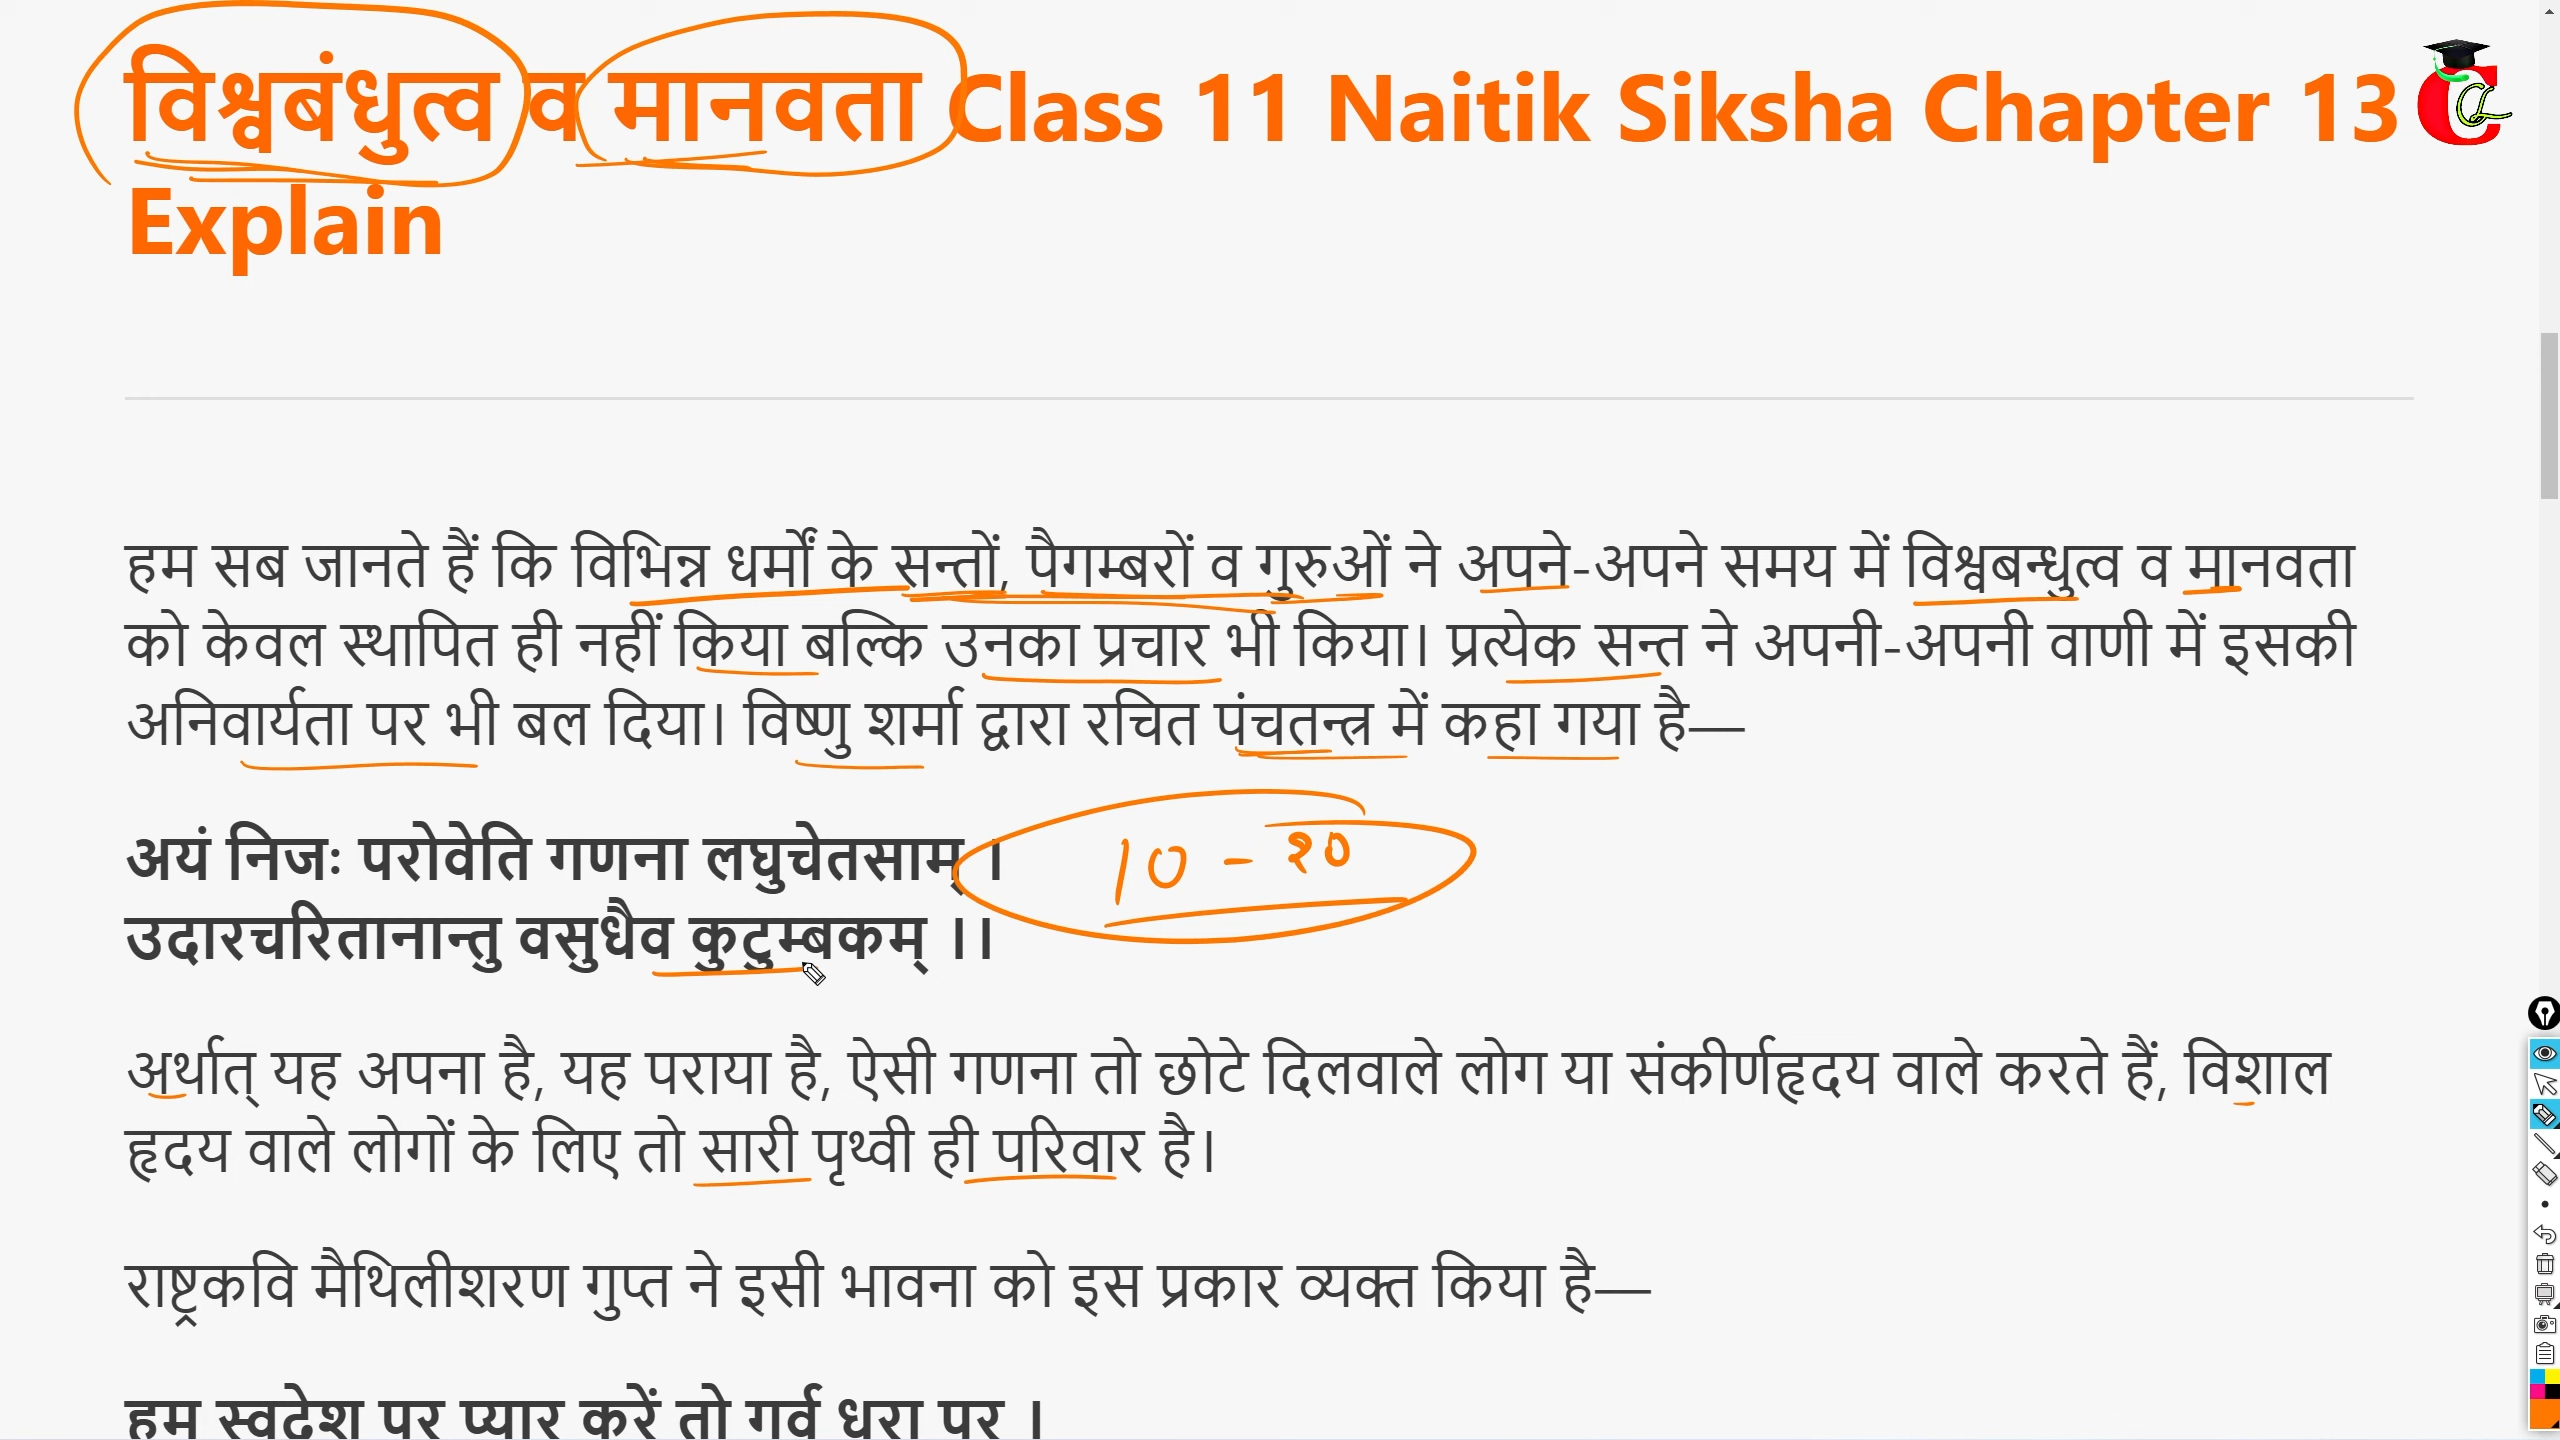 विश्वबंधुत्व व मानवता Class 11 Naitik Siksha Chapter 13
Explain
हम सब जानते हैं कि विभिन्न धर्मों के सन्तों, पैगम्बरों व गुरुओं ने अपने-अपने समय में विश्वबन्धुत्व व मानवता
को केवल स्थापित ही नहीं किया बल्कि उनका प्रचार भी किया। प्रत्येक सन्त ने अपनी-अपनी वाणी में इसकी
अनिवार्यता पर भी बल दिया। विष्णु शर्मा द्वारा रचित पंचतन्त्र में कहा गया है—
अयं निजः परोवेति गणना लघुचेतसाम् ।
10 - २०
उदारचरितानान्तु वसुधैव कुटुम्बकम् ।।
अर्थात् यह अपना है, यह पराया है, ऐसी गणना तो छोटे दिलवाले लोग या संकीर्णहृदय वाले करते हैं, विशाल
हृदय वाले लोगों के लिए तो सारी पृथ्वी ही परिवार है।
राष्ट्रकवि मैथिलीशरण गुप्त ने इसी भावना को इस प्रकार व्यक्त किया है—
हम स्वदेश पर प्यार करें तो गर्व धरा पर ।